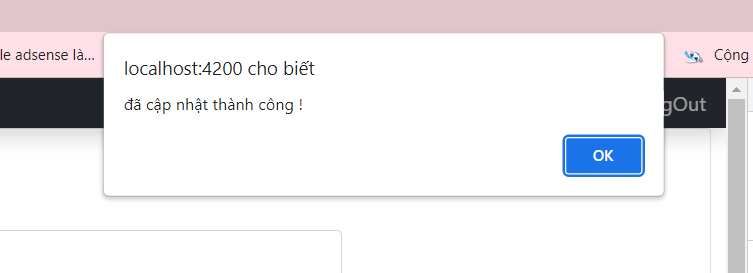 le adsense là...
localhost:4200 cho biết
Cộng
đã cập nhật thành công !
gOut
OK